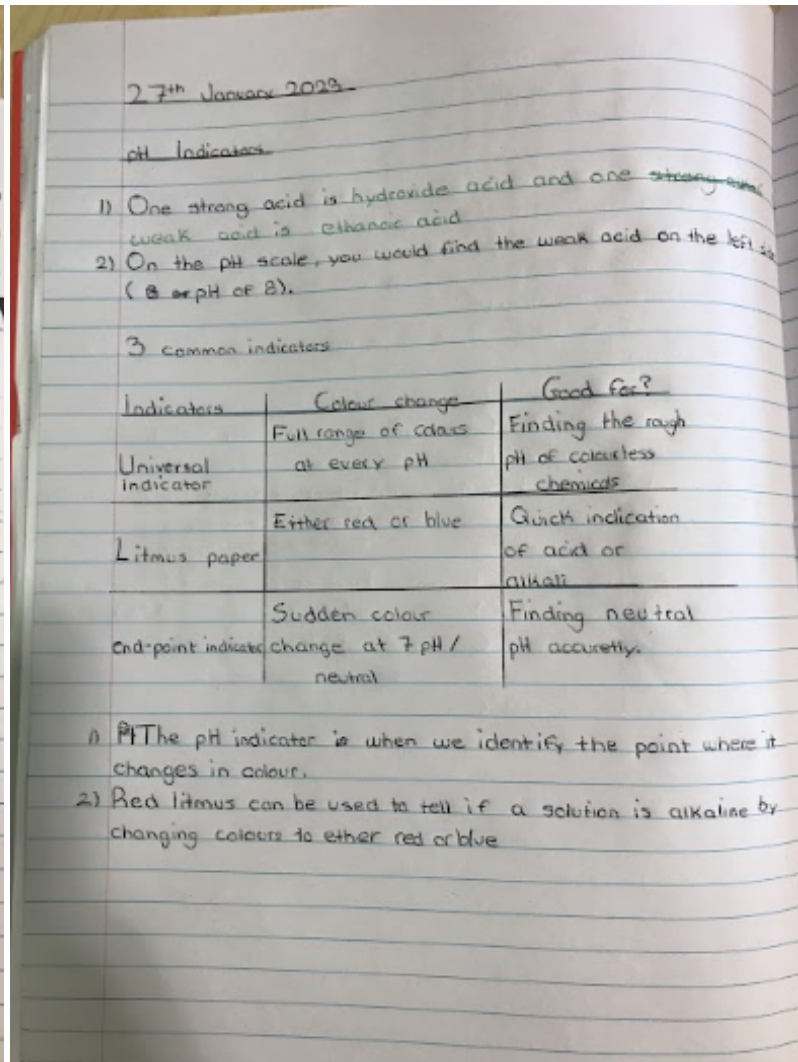 27th January 2023
pH Indicators
1) One strong acid is hydroxide acid and one strong
weak acid is ethanoic acid
2) On the pH scale, you would find the weak acid on the left side
(8 or pH of 8).
3 common indicators
Indicators Colour change Good for?
Universal indicator
Full range of colours
at every pH
Finding the rough
pH of colourless
chemicals
Litmus paper
Either red or blue
Quick indication
of acid or
alkali
end-point indicator
Sudden colour
change at 7 pH /
neutral
Finding neutral
pH accuretly.
1) The pH indicator is when we identify the point where it
changes in colour.
2) Red litmus can be used to tell if a solution is alkaline by
changing colours to ether red or blue